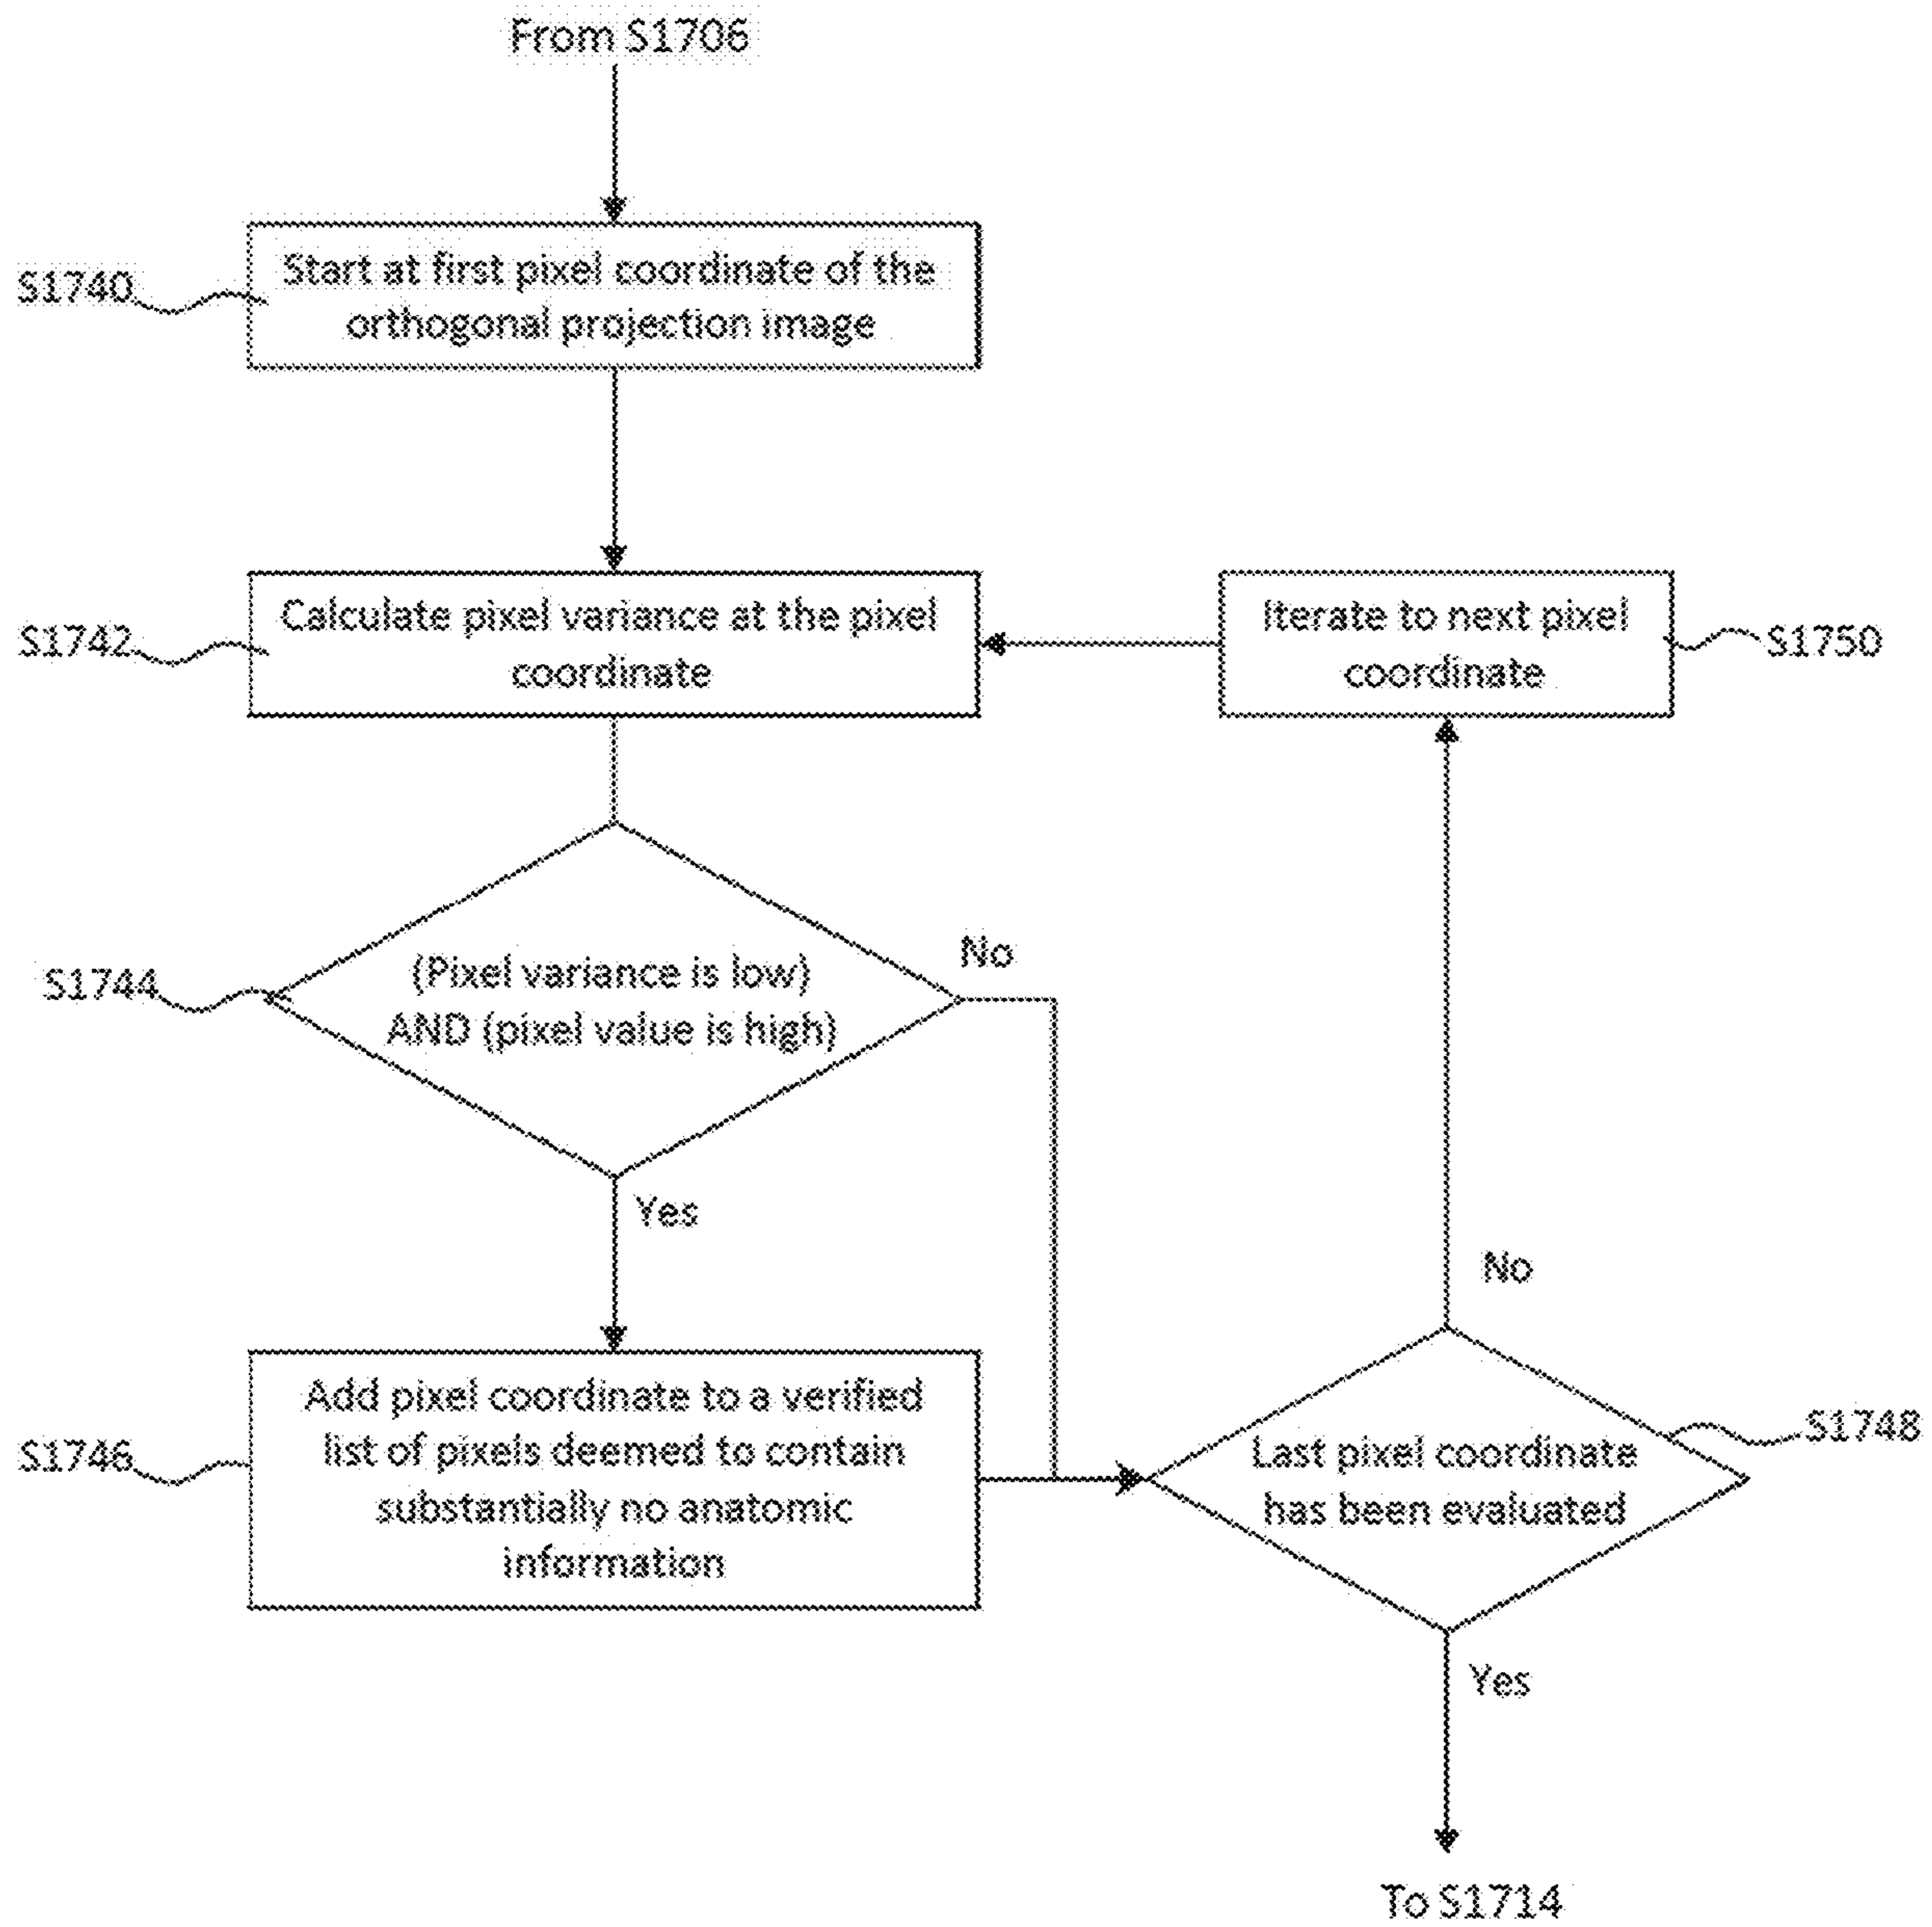 From S1706
S1740
Start at first pixel coordinate of the
orthogonal projection image
S1742
Calculate pixel variance at the pixel
coordinate
Iterate to next pixel
coordinate
S1750
S1744
(Pixel variance is low)
AND (pixel value is high)
No
Yes
No
S1746
Add pixel coordinate to a verified
list of pixels deemed to contain
substantially no anatomic
information
Last pixel coordinate
has been evaluated
S1748
Yes
To S1714